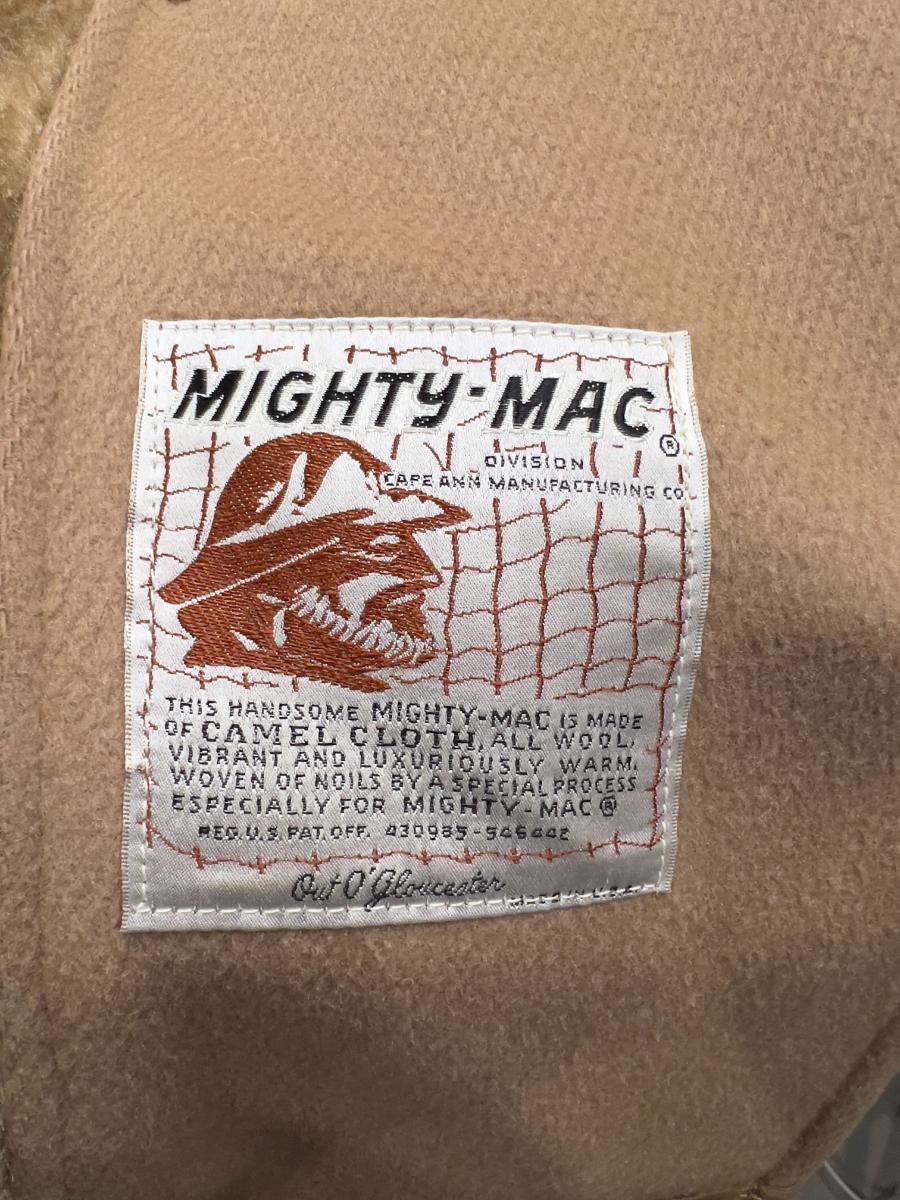 MIGHTY-MAC®
DIVISION
CAPE ANN MANUFACTURING CO.
THIS HANDSOME MIGHTY-MAC IS MADE
OF CAMEL CLOTH, ALL WOOL,
VIBRANT AND LUXURIOUSLY WARM.
WOVEN OF NOILS BY A SPECIAL PROCESS
ESPECIALLY FOR MIGHTY-MAC®
REG. U.S. PAT. OFF. 430985-546442
Out O' Gloucester
MADE IN U.S.A.